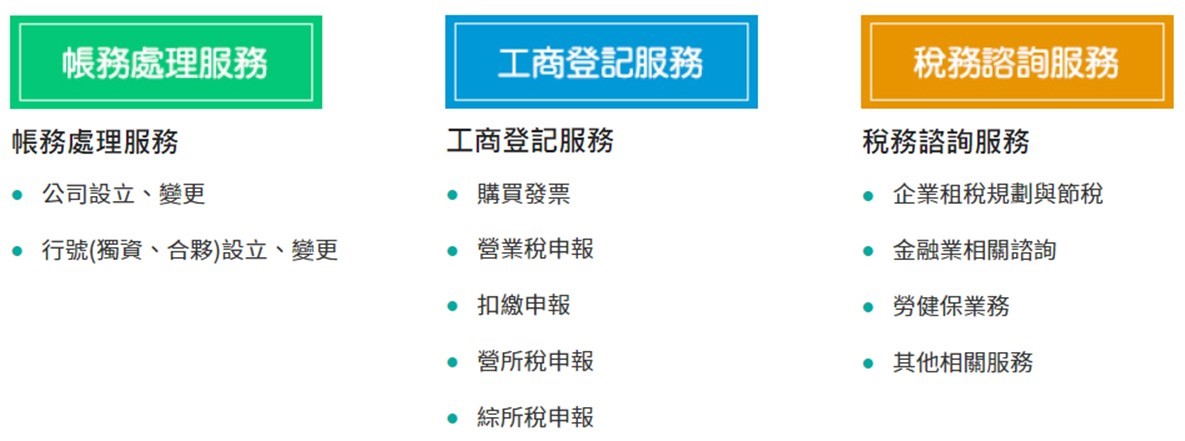 帳務處理服務
帳務處理服務
公司設立、變更
行號(獨資、合夥)設立、變更
工商登記服務
工商登記服務
購買發票
營業稅申報
扣繳申報
營所稅申報
綜所稅申報
稅務諮詢服務
稅務諮詢服務
企業租稅規劃與節稅
金融業相關諮詢
勞健保業務
其他相關服務